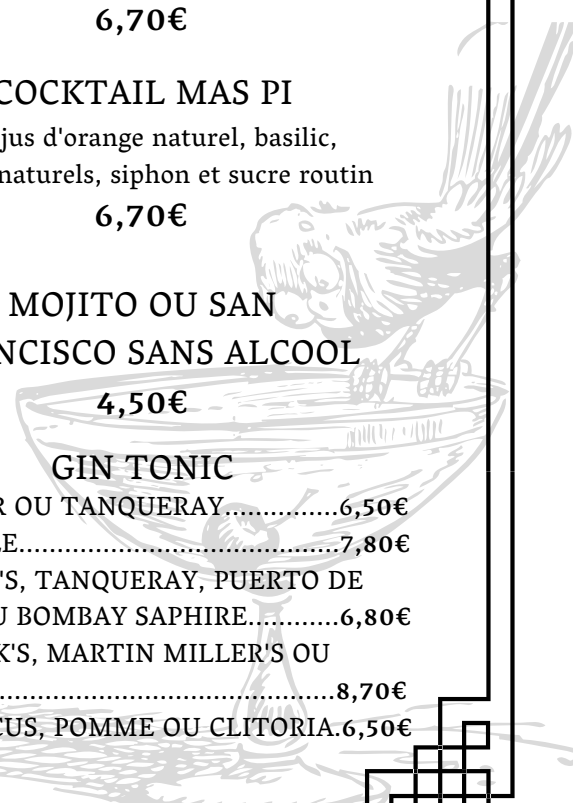 6,70€
COCKTAIL MAS PI
jus d'orange naturel, basilic,
naturels, siphon et sucre routin
6,70€
MOJITO OU SAN
NCISCO SANS ALCOOL
4,50€
GIN TONIC
R OU TANQUERAY...............6,50€
E..........................................7,80€
'S, TANQUERAY, PUERTO DE
U BOMBAY SAPHIRE............6,80€
K'S, MARTIN MILLER'S OU
.............................................8,70€
CUS, POMME OU CLITORIA.6,50€